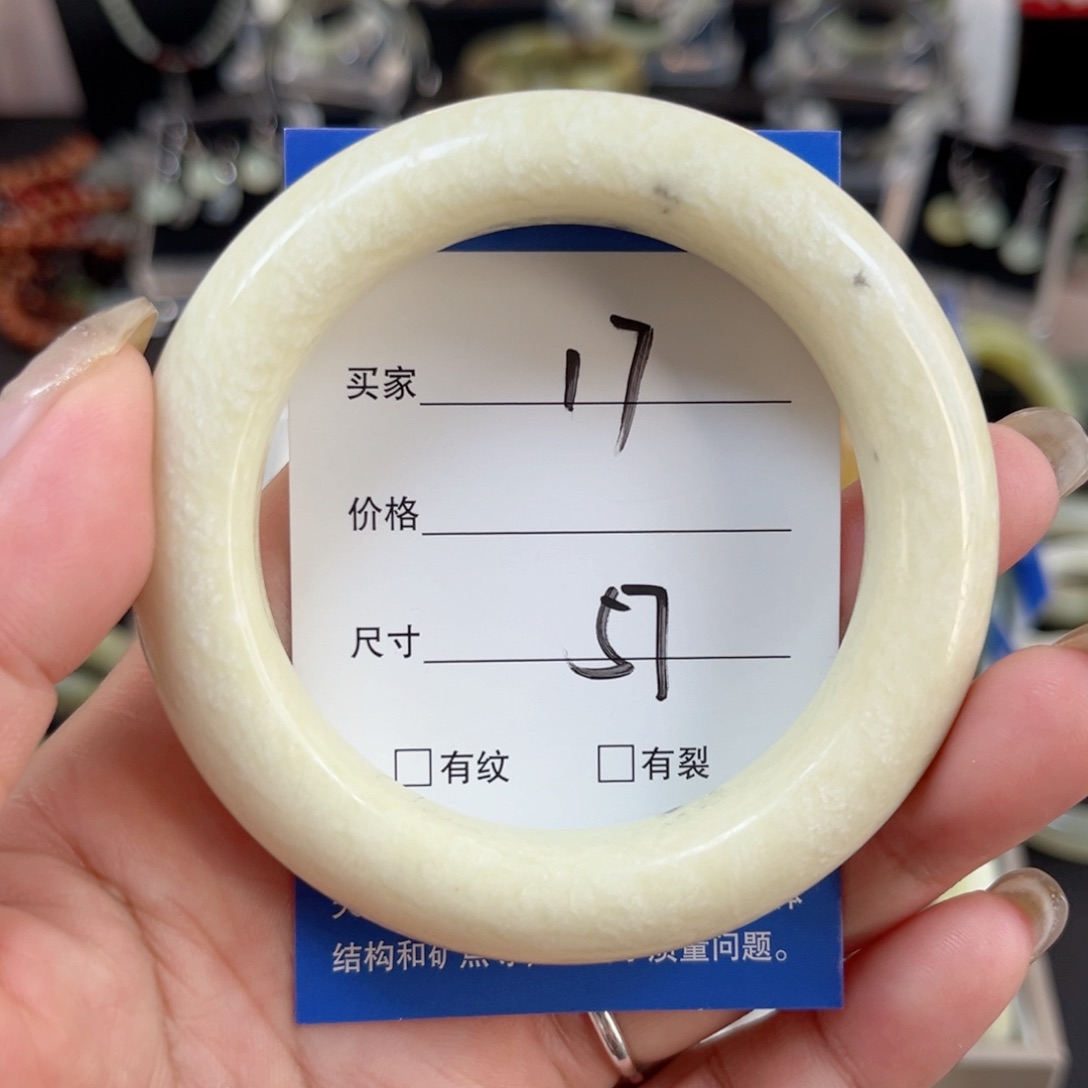 买家 17
价格
尺寸 57
□有纹 □有裂
结构和矿
质量问题。